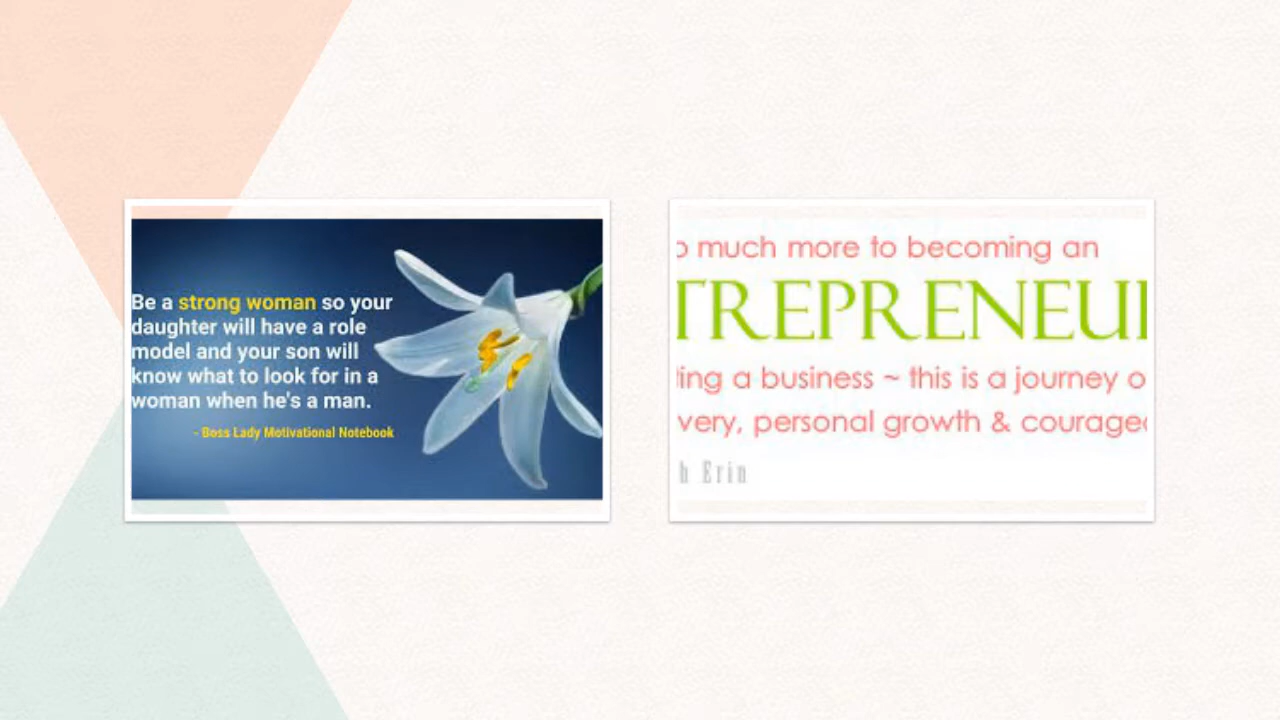 Be a strong woman so your
daughter will have a role
model and your son will
know what to look for in a
woman when he's a man.
- Boss Lady Motivational Notebook
much more to becoming an
TREPRENEU
ing a business ~ this is a journey o
very, personal growth & courage
h Erin